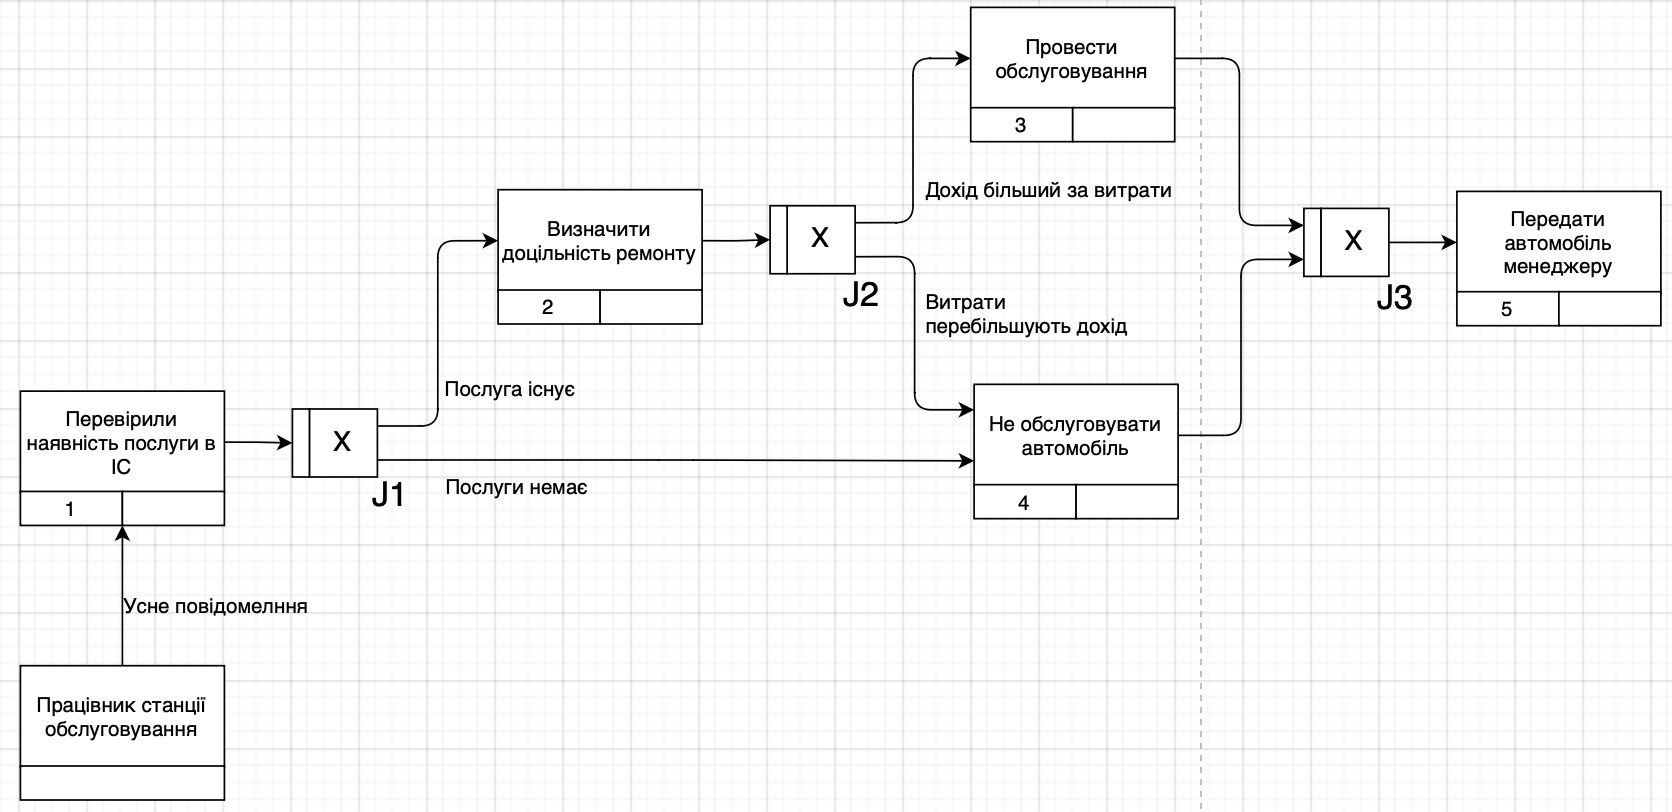 Провести
обслуговування
3
Дохід більший за витрати
Визначити
доцільність ремонту
2
X
J2
Витрати
перебільшують дохід
X
J3
Передати
автомобіль
менеджеру
5
Послуга існує
Перевірили
наявність послуги в
ІС
1
X
J1
Послуги немає
Не обслуговувати
автомобіль
4
Усне повідомелння
Працівник станції
обслуговування